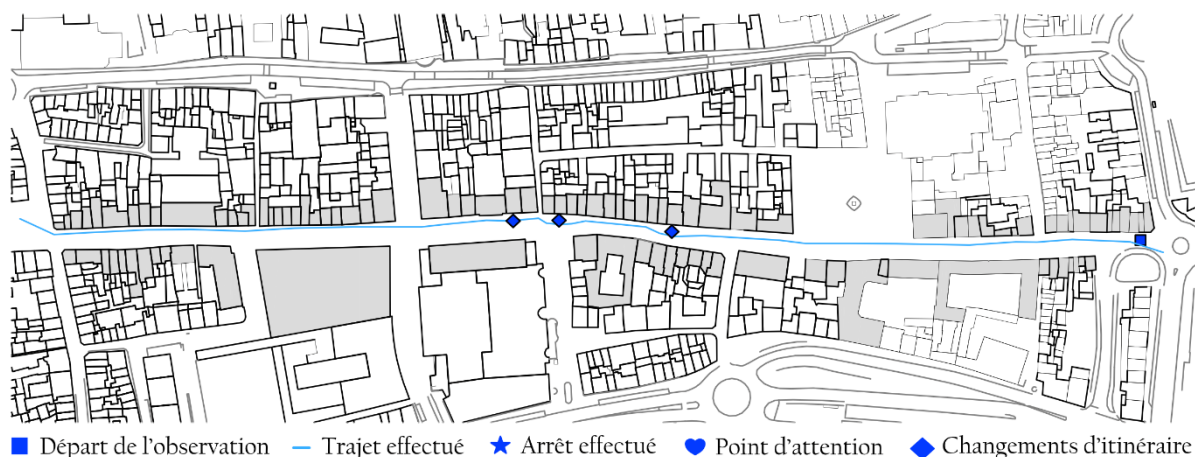 Départ de l'observation Trajet effectué Arrêt effectué Point d'attention Changements d'itinéraire